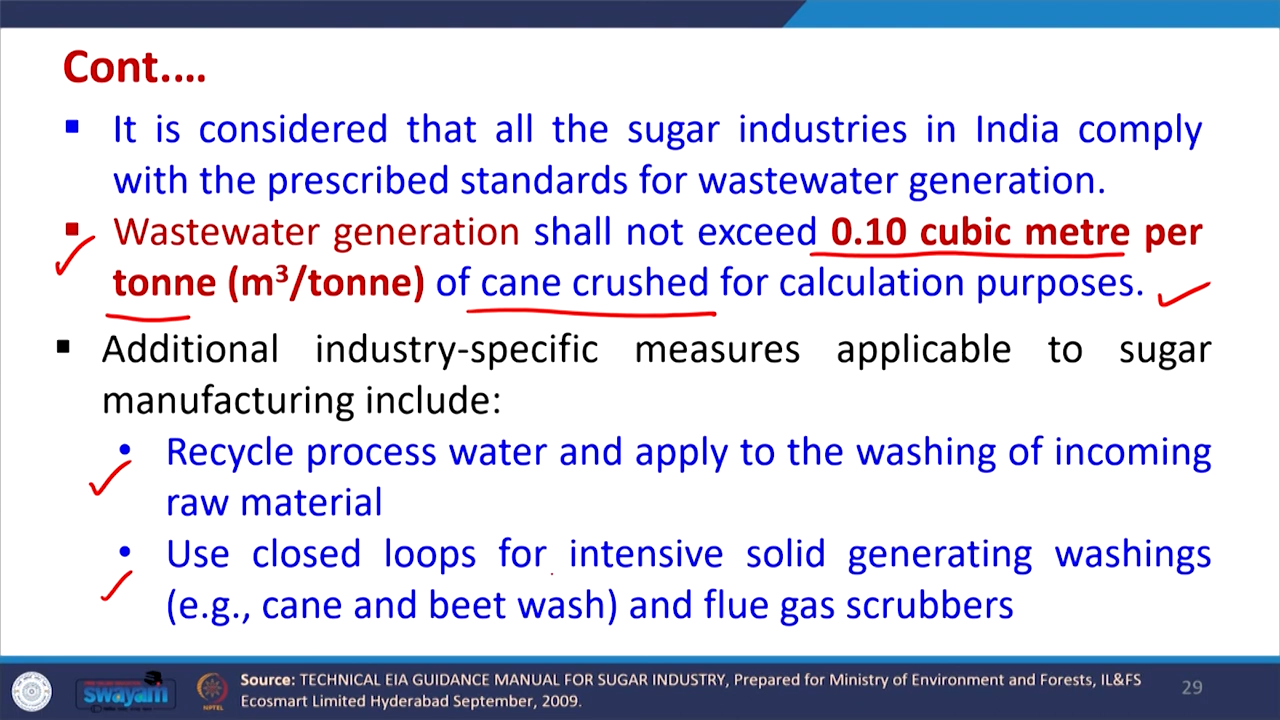 Cont.…
▪ It is considered that all the sugar industries in India comply
with the prescribed standards for wastewater generation.
▪ Wastewater generation shall not exceed 0.10 cubic metre per
tonne (m³/tonne) of cane crushed for calculation purposes.
▪ Additional industry-specific measures applicable to sugar
manufacturing include:
• Recycle process water and apply to the washing of incoming
raw material
• Use closed loops for intensive solid generating washings
(e.g., cane and beet wash) and flue gas scrubbers
swayam
NPTEL
Source: TECHNICAL EIA GUIDANCE MANUAL FOR SUGAR INDUSTRY, Prepared for Ministry of Environment and Forests, IL&FS
Ecosmart Limited Hyderabad September, 2009.
29